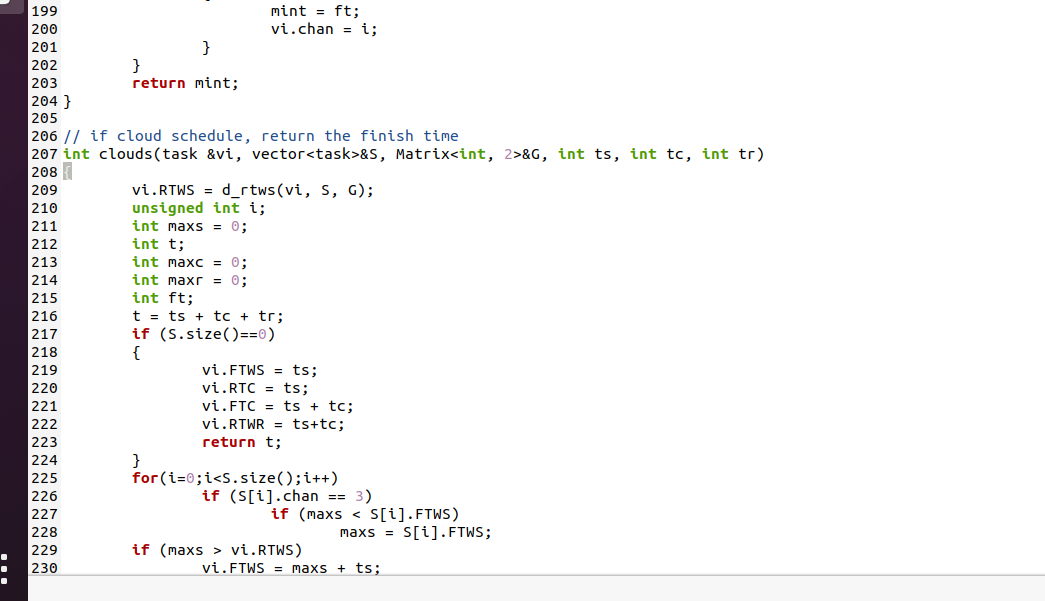 199 mint = ft;
200 vi.chan = i;
201 }
202 }
203 return mint;
204 }
205
206 // if cloud schedule, return the finish time
207 int clouds(task &vi, vector<task>&S, Matrix<int, 2>&G, int ts, int tc, int tr)
208 {
209 vi.RTWS = d_rtws(vi, S, G);
210 unsigned int i;
211 int maxs = 0;
212 int t;
213 int maxc = 0;
214 int maxr = 0;
215 int ft;
216 t = ts + tc + tr;
217 if (S.size()==0)
218 {
219 vi.FTWS = ts;
220 vi.RTC = ts;
221 vi.FTC = ts + tc;
222 vi.RTWR = ts+tc;
223 return t;
224 }
225 for(i=0;i<S.size();i++)
226 if (S[i].chan == 3)
227 if (maxs < S[i].FTWS)
228 maxs = S[i].FTWS;
229 if (maxs > vi.RTWS)
230 vi.FTWS = maxs + ts;